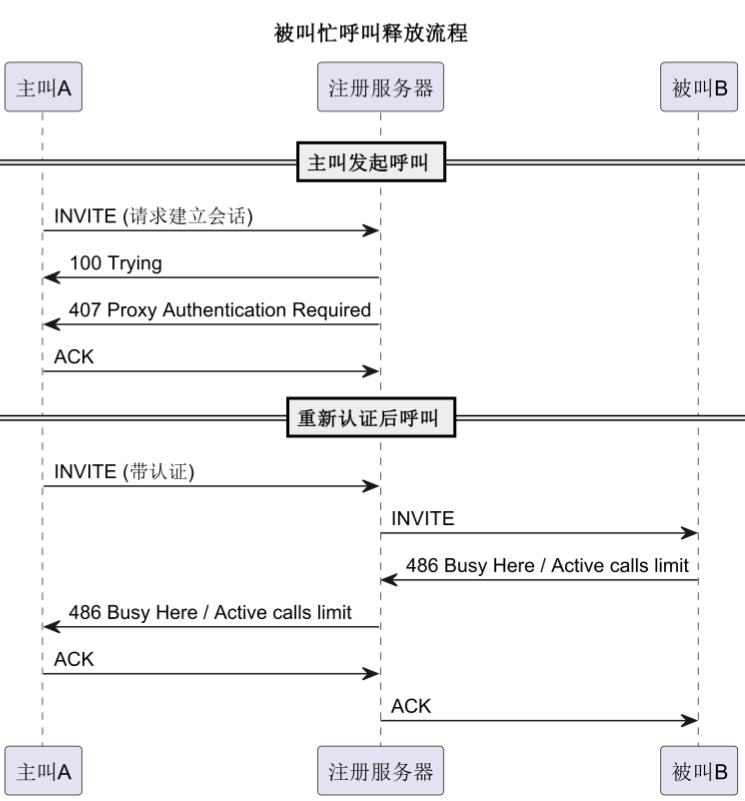 被叫忙呼叫释放流程
主叫A
注册服务器
被叫B
主叫发起呼叫
INVITE (请求建立会话)
100 Trying
407 Proxy Authentication Required
ACK
重新认证后呼叫
INVITE (带认证)
INVITE
486 Busy Here / Active calls limit
486 Busy Here / Active calls limit
ACK
ACK
主叫A
注册服务器
被叫B